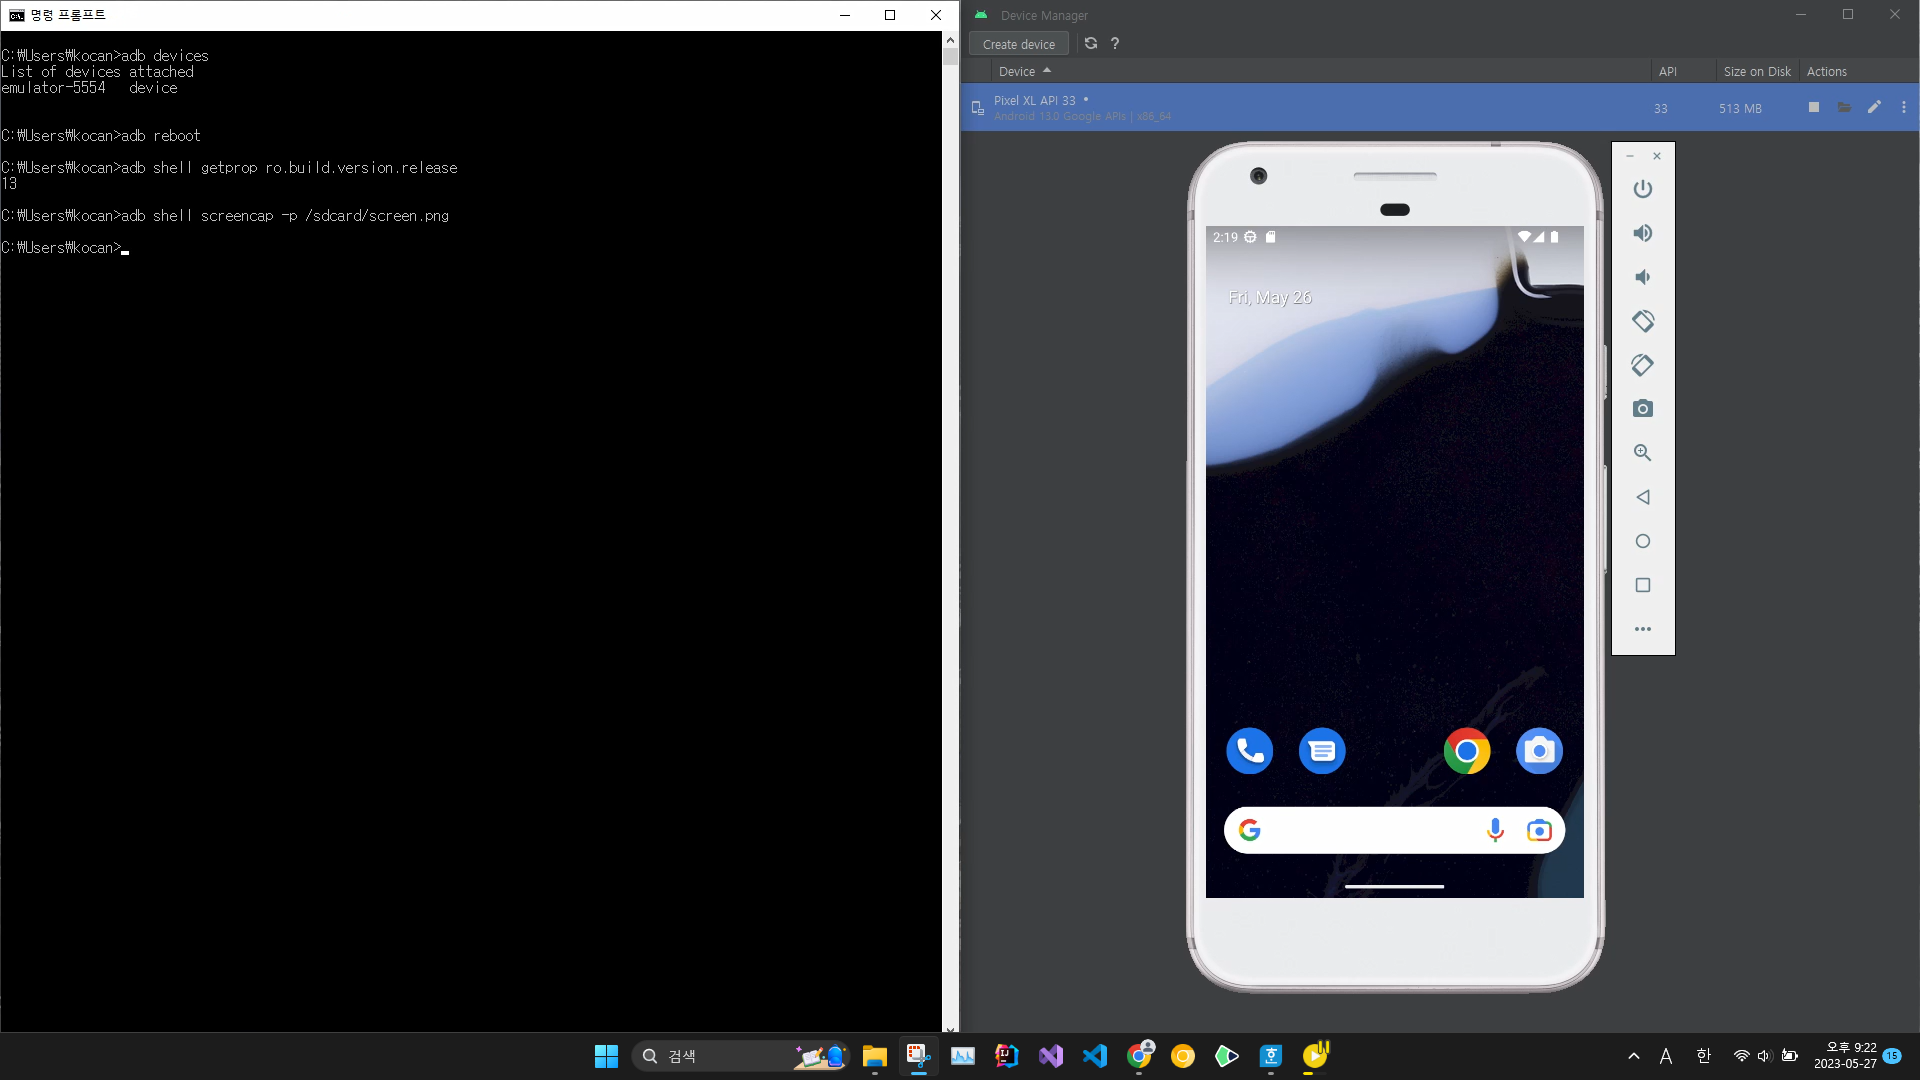 명령 프롬프트
C:\Users\kocan>adb devices
List of devices attached
emulator-5554   device
C:\Users\kocan>adb reboot
C:\Users\kocan>adb shell getprop ro.build.version.release
13
C:\Users\kocan>adb shell screencap -p /sdcard/screen.png
C:\Users\kocan>
Device Manager
Create device
?
Device API Size on Disk Actions
Pixel XL API 33 33 513 MB
Android 13.0 Google APIs | x86_64
2:19
Fri, May 26
검색
A 한 오후 9:22
2023-05-27 15